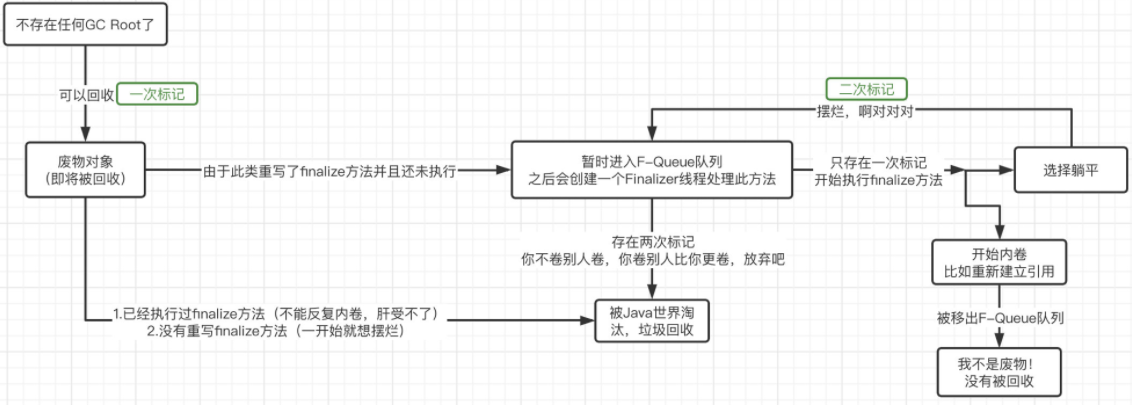 不存在任何GC Root了
可以回收
一次标记
废物对象
(即将被回收)
由于此类重写了finalize方法并且还未执行
暂时进入F-Queue队列
之后会创建一个Finalizer线程处理此方法
二次标记
摆烂，啊对对对
只存在一次标记
开始执行finalize方法
选择躺平
开始内卷
比如重新建立引用
被移出F-Queue队列
我不是废物！
没有被回收
存在两次标记
你不卷别人卷，你卷别人比你更卷，放弃吧
1.已经执行过finalize方法（不能反复内卷，肝受不了）
2.没有重写finalize方法（一开始就想摆烂）
被Java世界淘
汰，垃圾回收